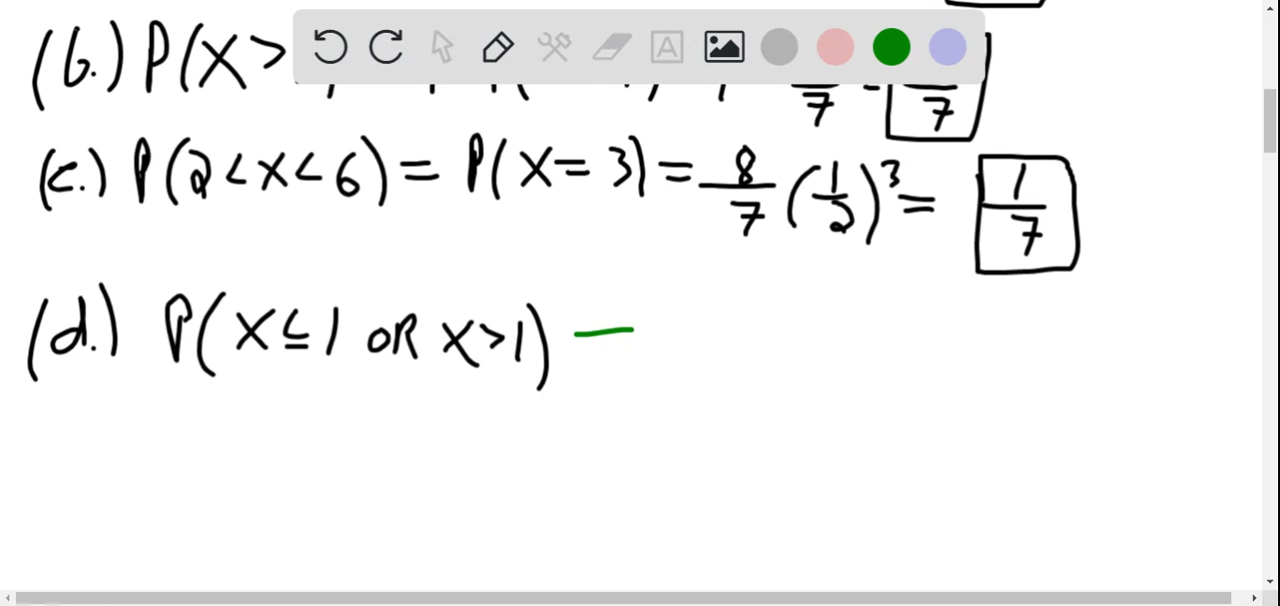 (b.) P(X >
7 7
(c.) P(2 < X < 6) = P(X = 3) = 8/7 (1/2)³ = 1/7
(d.) P(X ≤ 1 OR X > 1) —